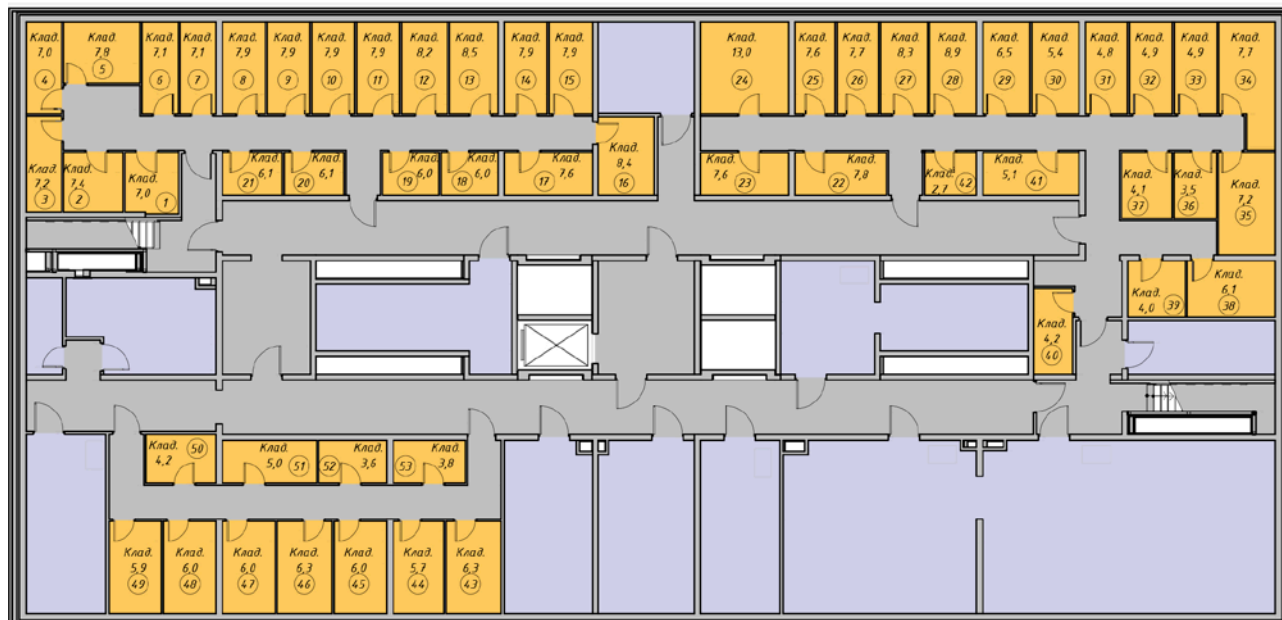 Клад.
7,0
4
Клад.
7,8
5
Клад.
7,1
6
Клад.
7,1
7
Клад.
7,9
8
Клад.
7,9
9
Клад.
7,9
10
Клад.
7,9
11
Клад.
8,2
12
Клад.
8,5
13
Клад.
7,9
14
Клад.
7,9
15
Клад.
13,0
24
Клад.
7,6
25
Клад.
7,7
26
Клад.
8,3
27
Клад.
8,9
28
Клад.
6,5
29
Клад.
5,4
30
Клад.
4,8
31
Клад.
4,9
32
Клад.
4,9
33
Клад.
7,7
34
Клад.
7,2
3
Клад.
7,4
2
Клад.
7,0
1
Клад.
6,1
21
Клад.
6,1
20
Клад.
6,0
19
Клад.
6,0
18
Клад.
7,6
17
Клад.
8,4
16
Клад.
7,6
23
Клад.
7,8
22
Клад.
2,7
42
Клад.
5,1
41
Клад.
4,1
37
Клад.
3,5
36
Клад.
7,2
35
Клад.
4,0
39
Клад.
6,1
38
Клад.
4,2
40
Клад.
4,2
50
Клад.
5,0
51
Клад.
3,6
52
Клад.
3,8
53
Клад.
5,9
49
Клад.
6,0
48
Клад.
6,0
47
Клад.
6,3
46
Клад.
6,0
45
Клад.
5,7
44
Клад.
6,3
43